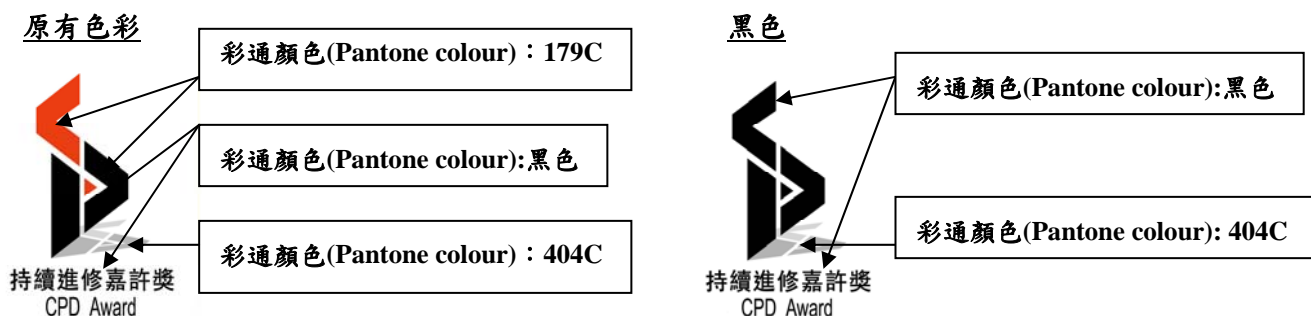 原有色彩
彩通顏色(Pantone colour)：179C
彩通顏色(Pantone colour):黑色
彩通顏色(Pantone colour)：404C
持續進修嘉許獎
CPD Award
黑色
彩通顏色(Pantone colour):黑色
彩通顏色(Pantone colour): 404C
持續進修嘉許獎
CPD Award